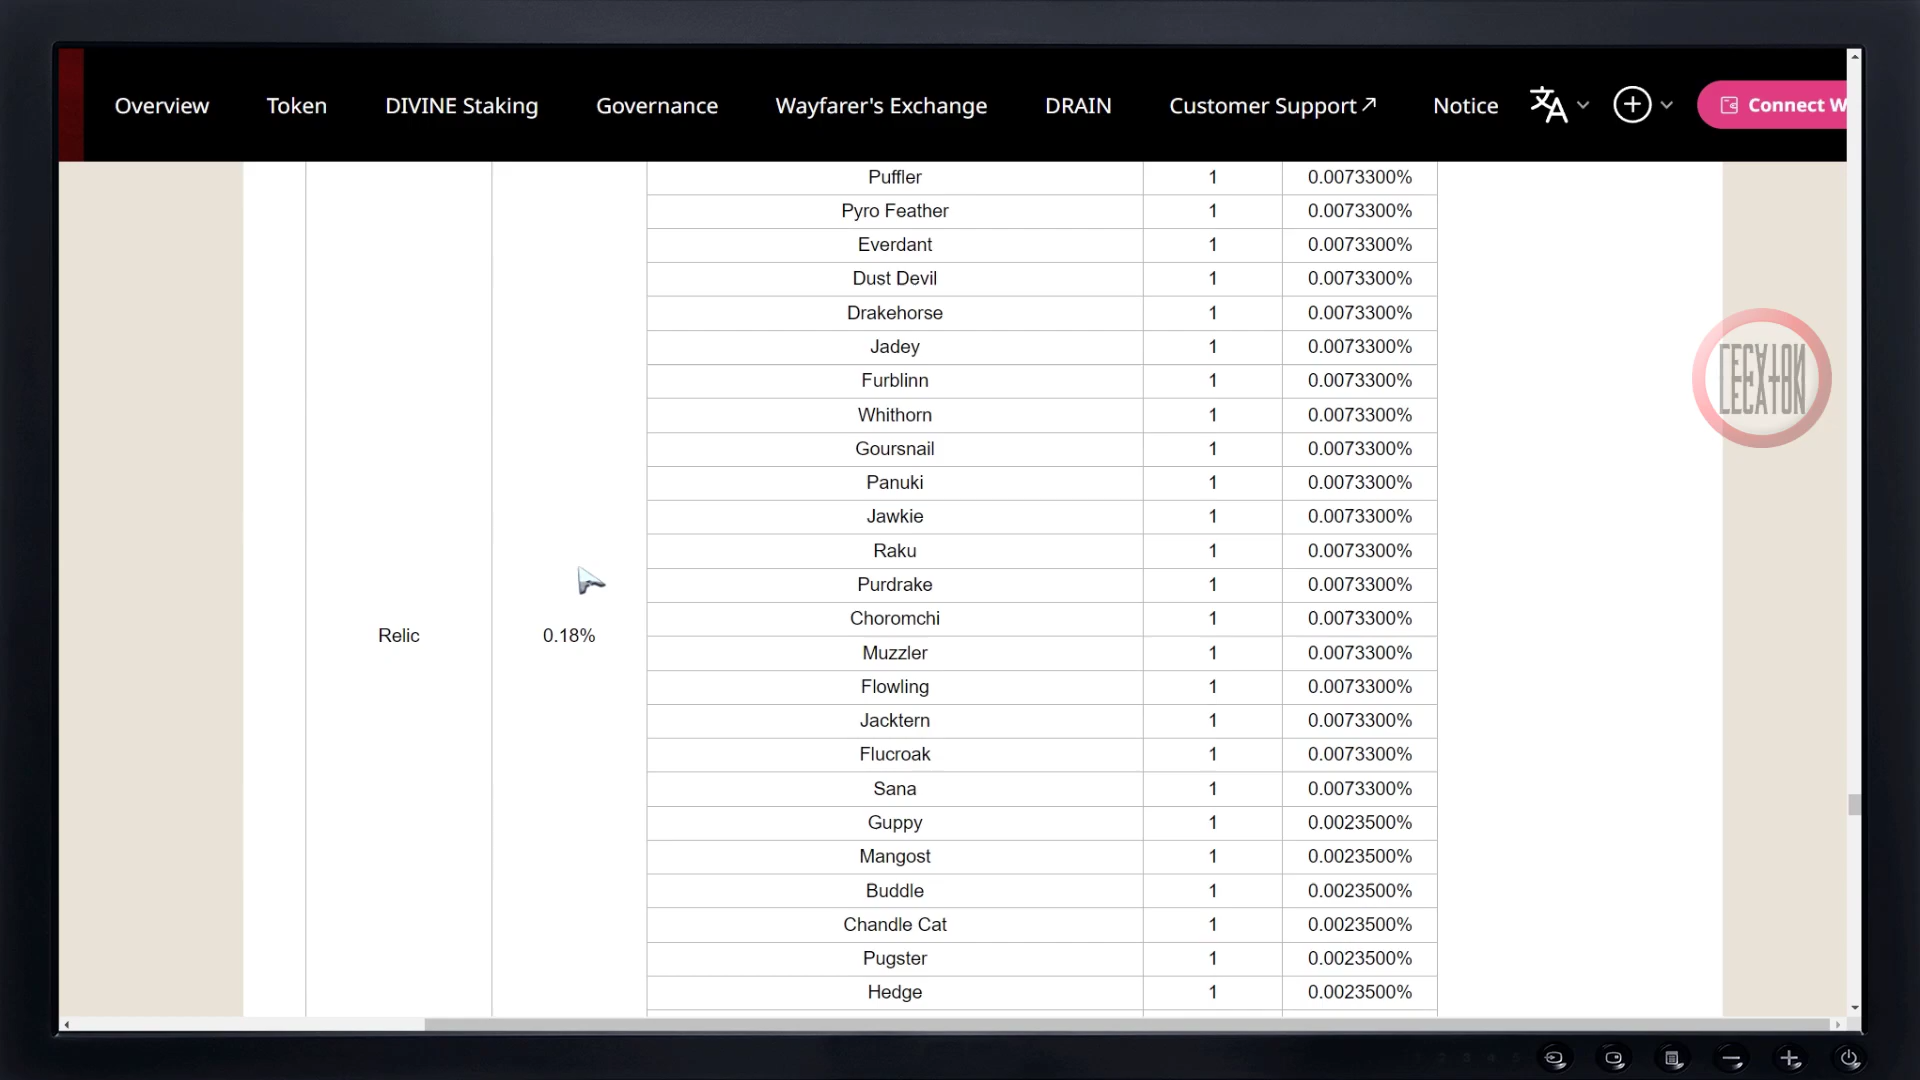 Overview Token DIVINE Staking Governance Wayfarer's Exchange DRAIN Customer Support Notice Connect W
Puffler 1 0.0073300%
Pyro Feather 1 0.0073300%
Everdant 1 0.0073300%
Dust Devil 1 0.0073300%
Drakehorse 1 0.0073300%
Jadey 1 0.0073300%
Furblinn 1 0.0073300%
Whithorn 1 0.0073300%
Goursnail 1 0.0073300%
Panuki 1 0.0073300%
Jawkie 1 0.0073300%
Raku 1 0.0073300%
Purdrake 1 0.0073300%
Choromchi 1 0.0073300%
Relic 0.18%
Muzzler 1 0.0073300%
Flowling 1 0.0073300%
Jacktern 1 0.0073300%
Flucroak 1 0.0073300%
Sana 1 0.0073300%
Guppy 1 0.0023500%
Mangost 1 0.0023500%
Buddle 1 0.0023500%
Chandle Cat 1 0.0023500%
Pugster 1 0.0023500%
Hedge 1 0.0023500%